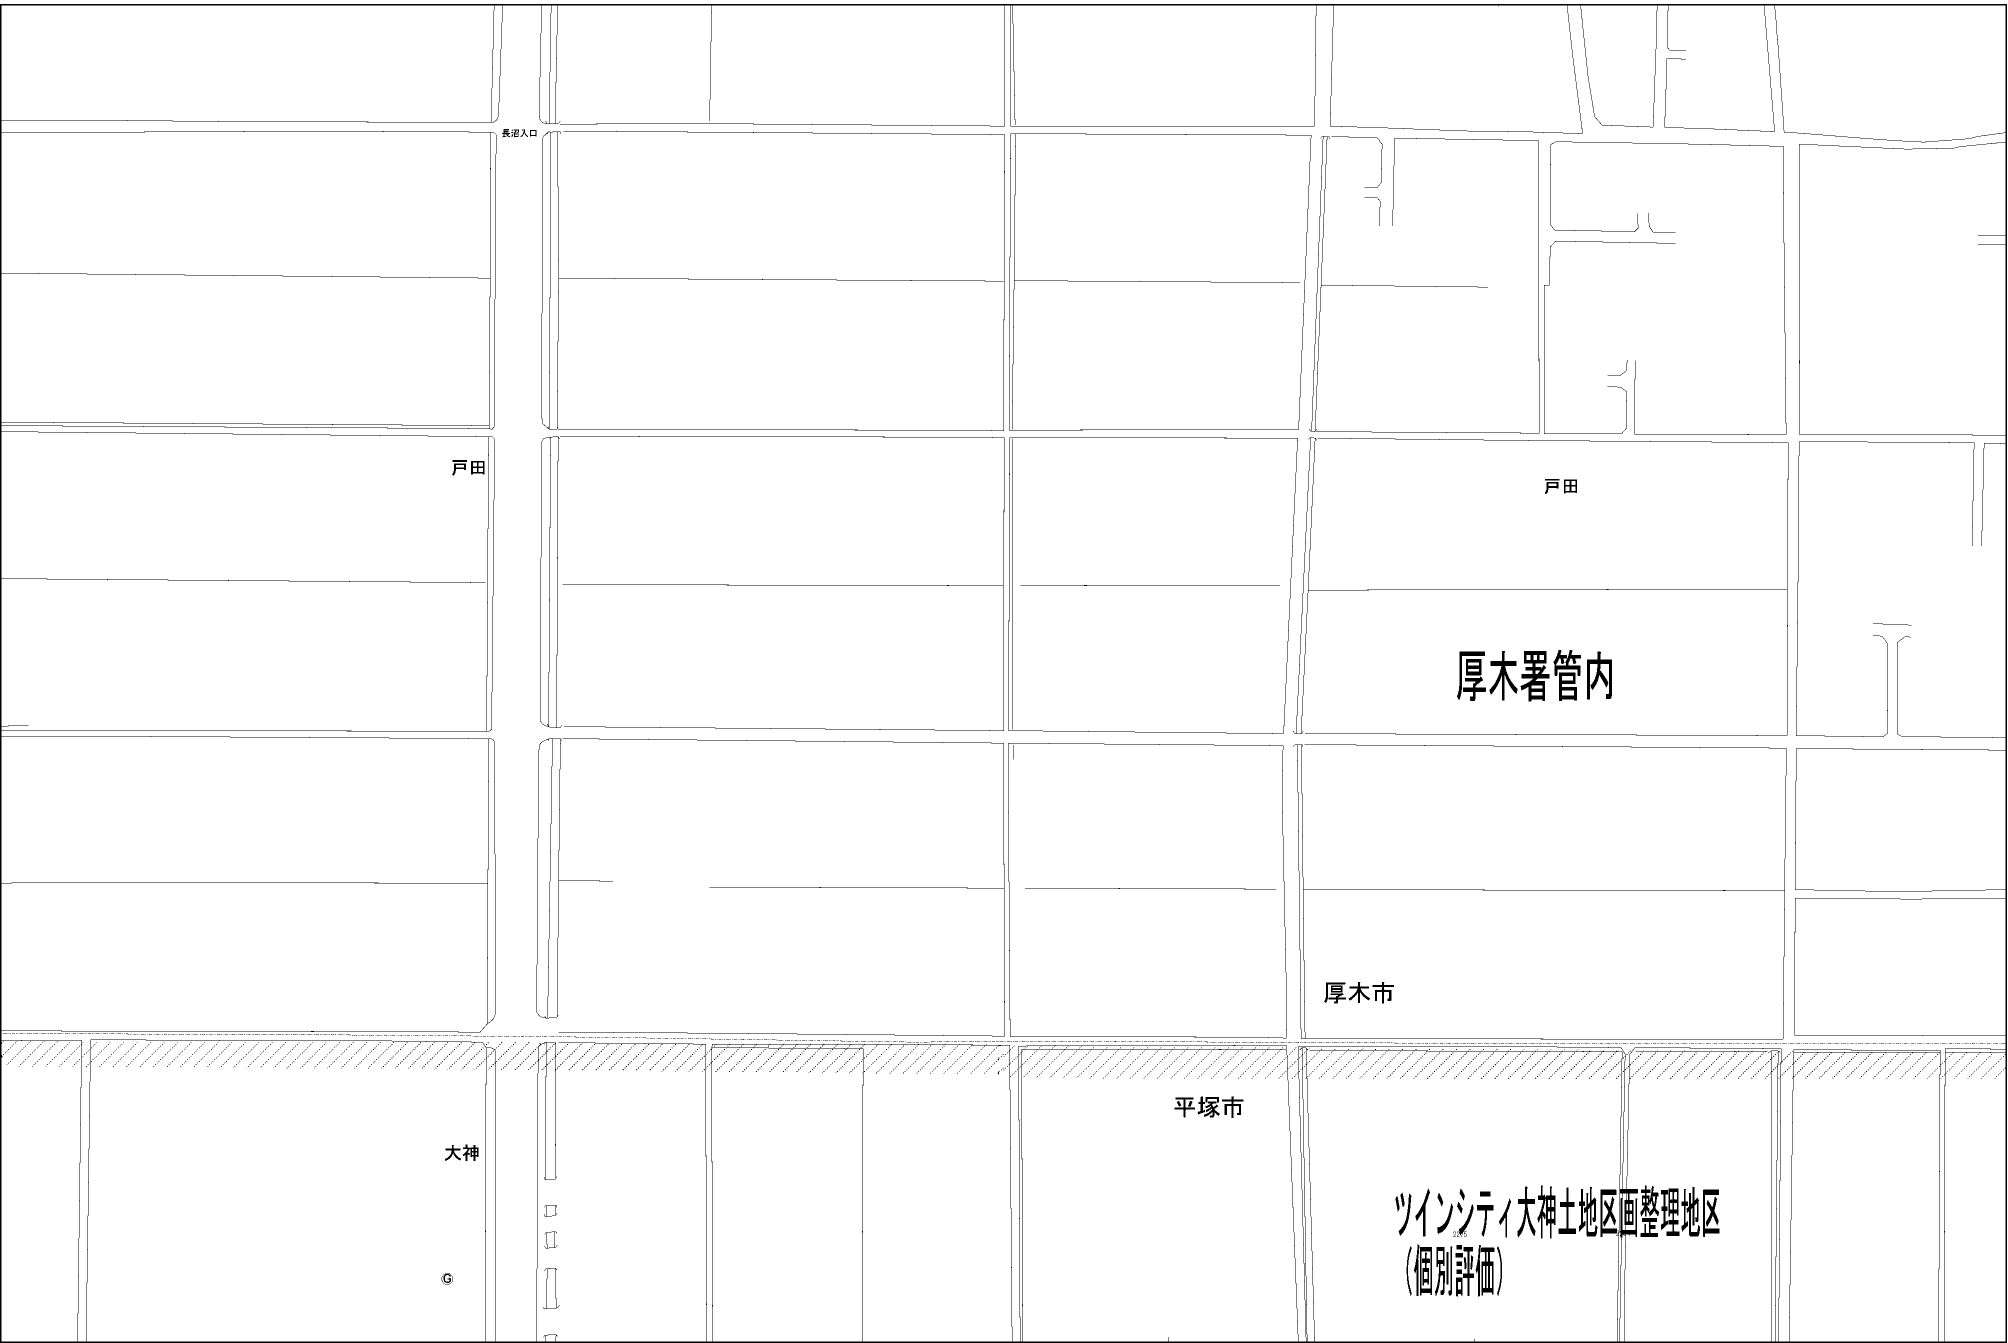 長沼入口
戸田
戸田
厚木署管内
厚木市
平塚市
大神
ツインシティ大神土地区画整理地区
（個別評価）
G